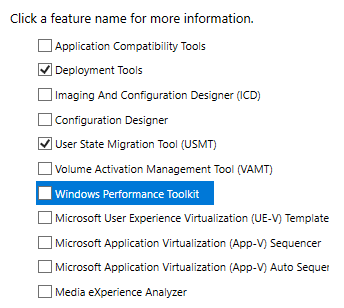 Click a feature name for more information.
Application Compatibility Tools
Deployment Tools
Imaging And Configuration Designer (ICD)
Configuration Designer
User State Migration Tool (USMT)
Volume Activation Management Tool (VAMT)
Windows Performance Toolkit
Microsoft User Experience Virtualization (UE-V) Template
Microsoft Application Virtualization (App-V) Sequencer
Microsoft Application Virtualization (App-V) Auto Sequer
Media eXperience Analyzer